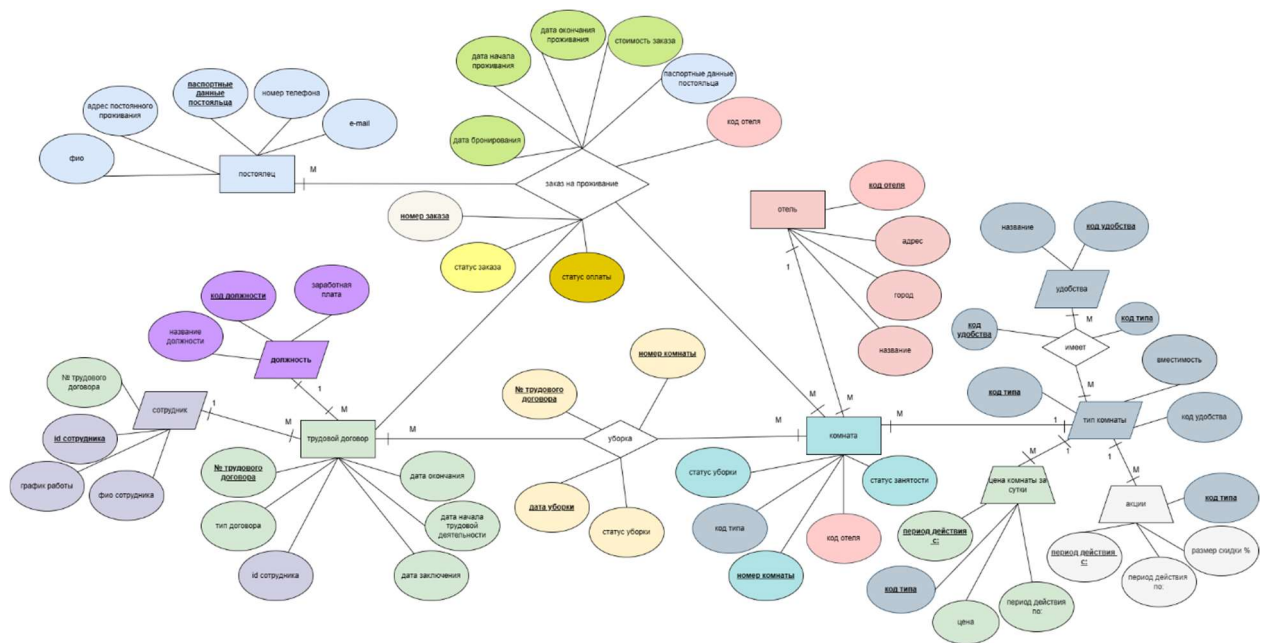 дата окончания
проживания
стоимость заказа
дата начала
проживания
паспортные данные
постояльца
паспортные
данные
постояльца
номер телефона
адрес постоянного
проживания
e-mail
код отеля
дата бронирования
фио
постоялец
М
заказ на проживание
номер заказа
статус заказа
статус оплаты
отель
код отеля
адрес
город
название
1
название
код удобства
удобства
М
код
удобства
код типа
имеет
М
код типа
вместимость
тип комнаты
код удобства
код должности
заработная
плата
название
должности
должность
1
М
№ трудового
договора
сотрудник
1
М
id сотрудника
график работы
фио сотрудника
трудовой договор
М
№ трудового
договора
дата окончания
тип договора
дата начала
трудовой
деятельности
id сотрудника
дата заключения
номер комнаты
№ трудового
договора
уборка
дата уборки
статус уборки
М
М
М
комната
М
1
статус уборки
статус занятости
код типа
код отеля
номер комнаты
1
М
цена комнаты за
сутки
период действия
с:
код типа
цена
период действия
по:
1
М
акции
код типа
период действия
с:
размер скидки %
период действия
по: